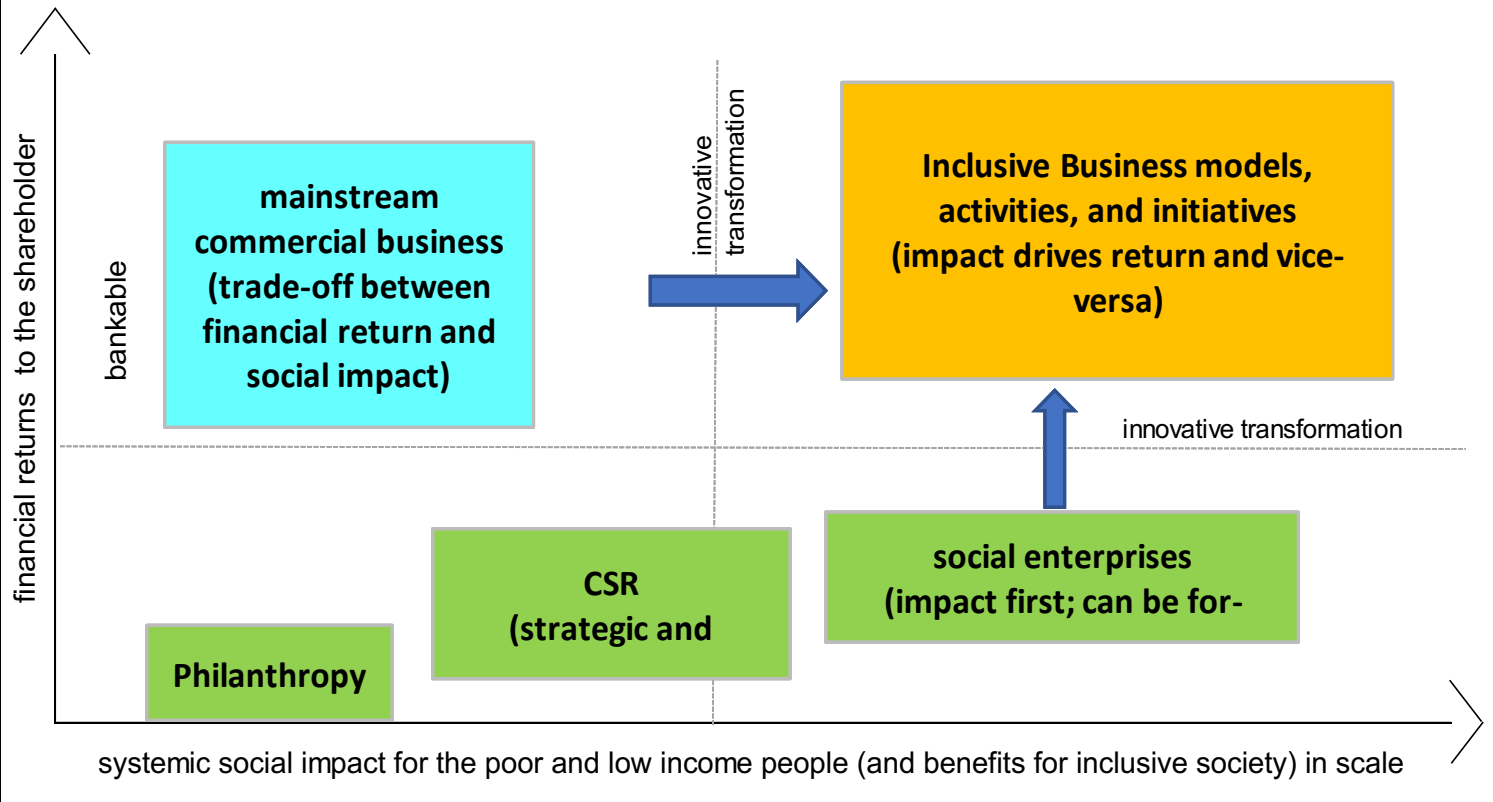 financial returns to the shareholder
bankable
mainstream
commercial business
(trade-off between
financial return and
social impact)
innovative
transformation
Inclusive Business models,
activities, and initiatives
(impact drives return and vice-
versa)
innovative transformation
social enterprises
(impact first; can be for-
CSR
(strategic and
Philanthropy
systemic social impact for the poor and low income people (and benefits for inclusive society) in scale